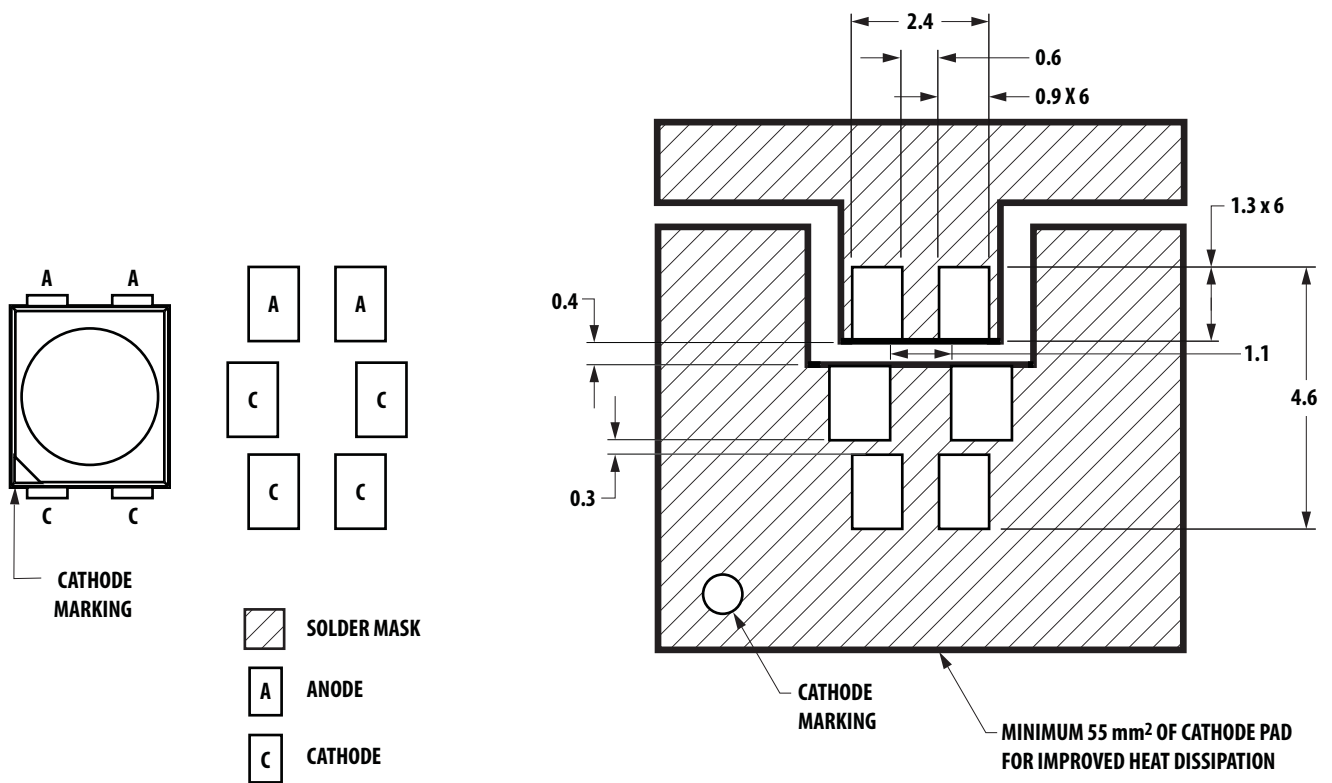 2.4
0.6
0.9 X 6
1.3 x 6
A A
A A
0.4
1.1
C C
4.6
C C
0.3
C C
CATHODE
MARKING
SOLDER MASK
A ANODE
C CATHODE
CATHODE
MARKING
MINIMUM 55 mm² OF CATHODE PAD
FOR IMPROVED HEAT DISSIPATION